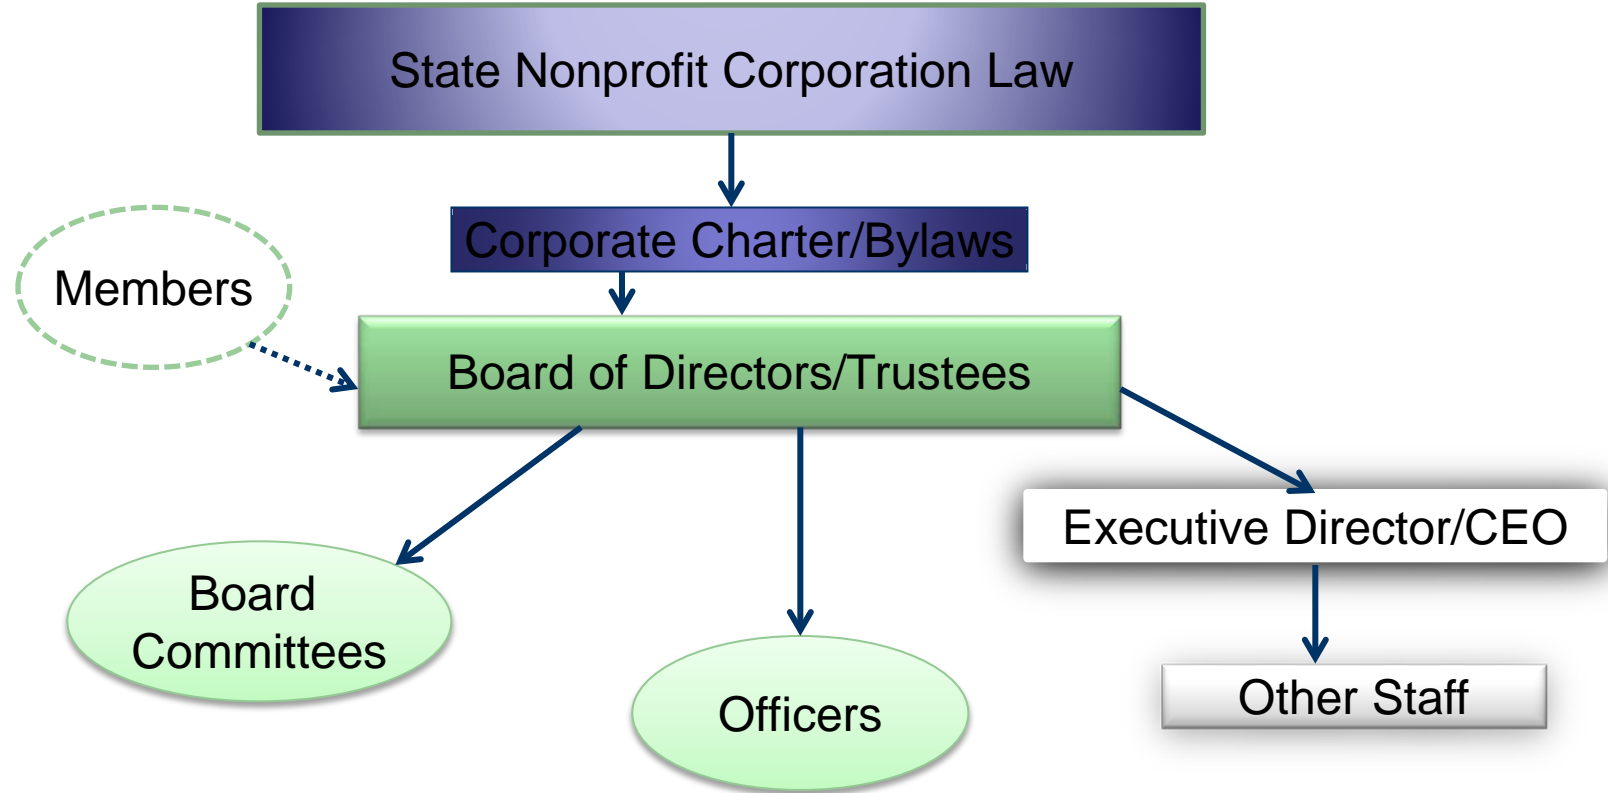 State Nonprofit Corporation Law
Corporate Charter/Bylaws
Members
Board of Directors/Trustees
Executive Director/CEO
Board
Committees
Officers
Other Staff